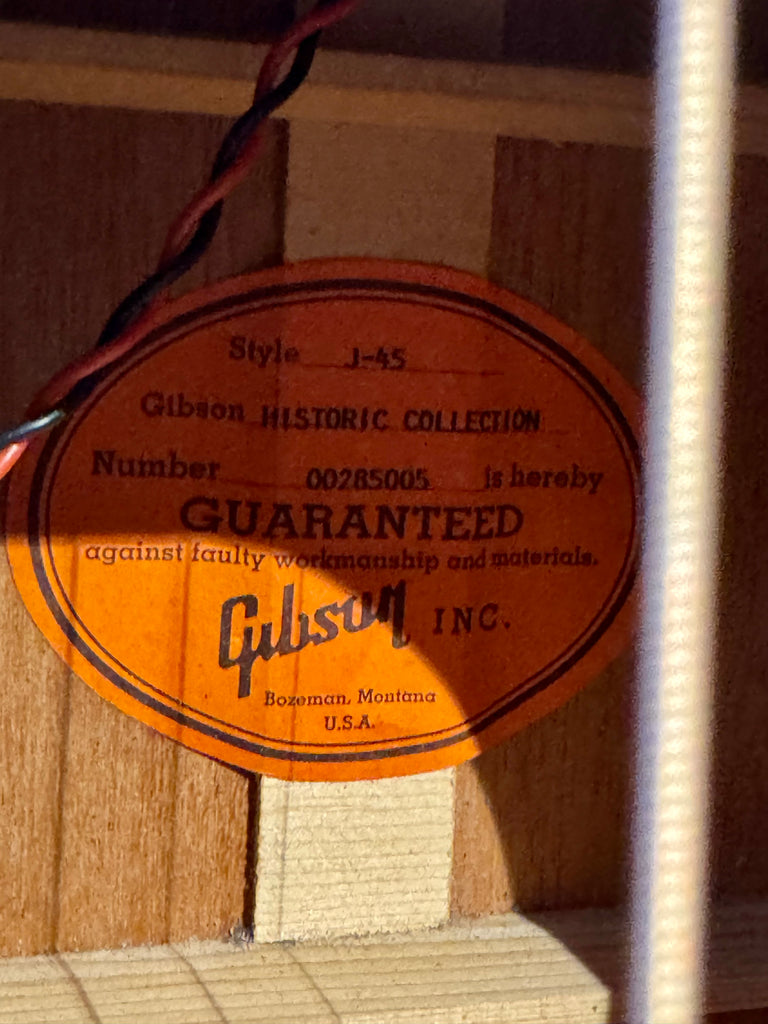 Style J-45
Gibson HISTORIC COLLECTION
Number 00285005 is hereby
GUARANTEED
against faulty workmanship and materials.
Gibson INC.
Bozeman, Montana
U.S.A.